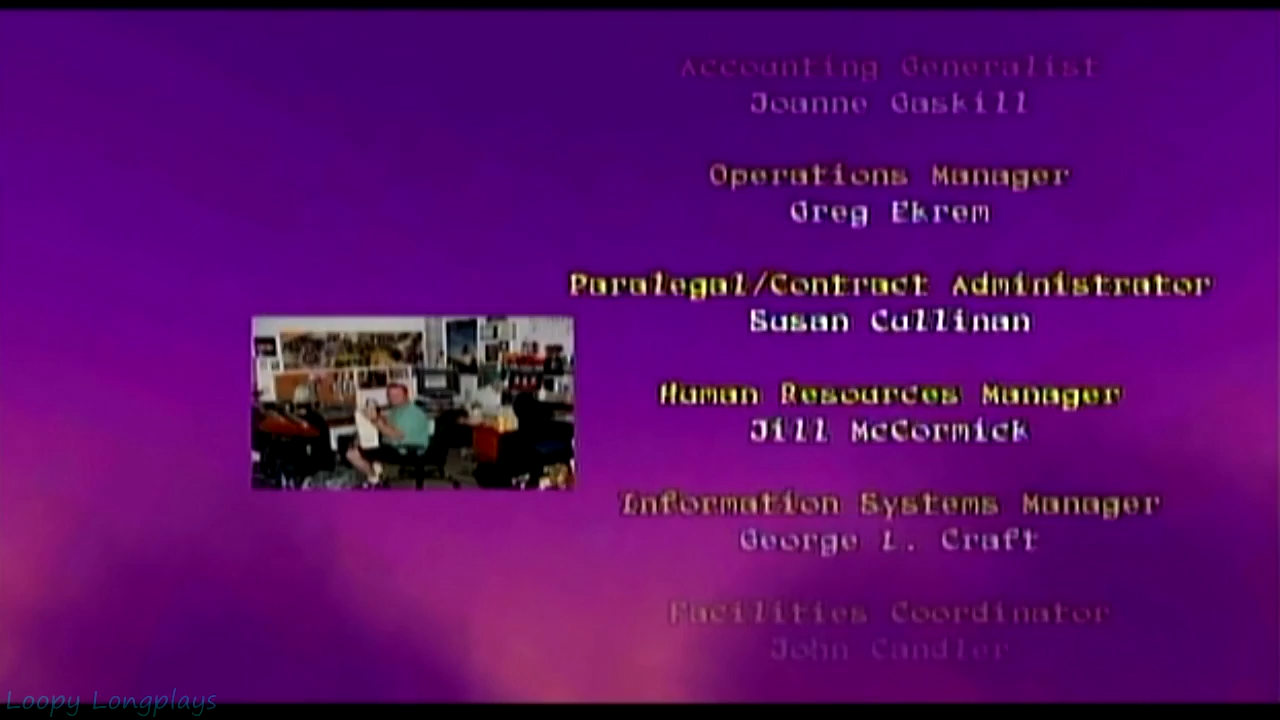 Accounting Generalist
Joanne Gaskill
Operations Manager
Greg Ekrem
Paralegal/Contract Administrator
Susan Cullinan
Human Resources Manager
Jill McCormick
Information Systems Manager
George L. Craft
Facilities Coordinator
John Candler
Loopy Longplays